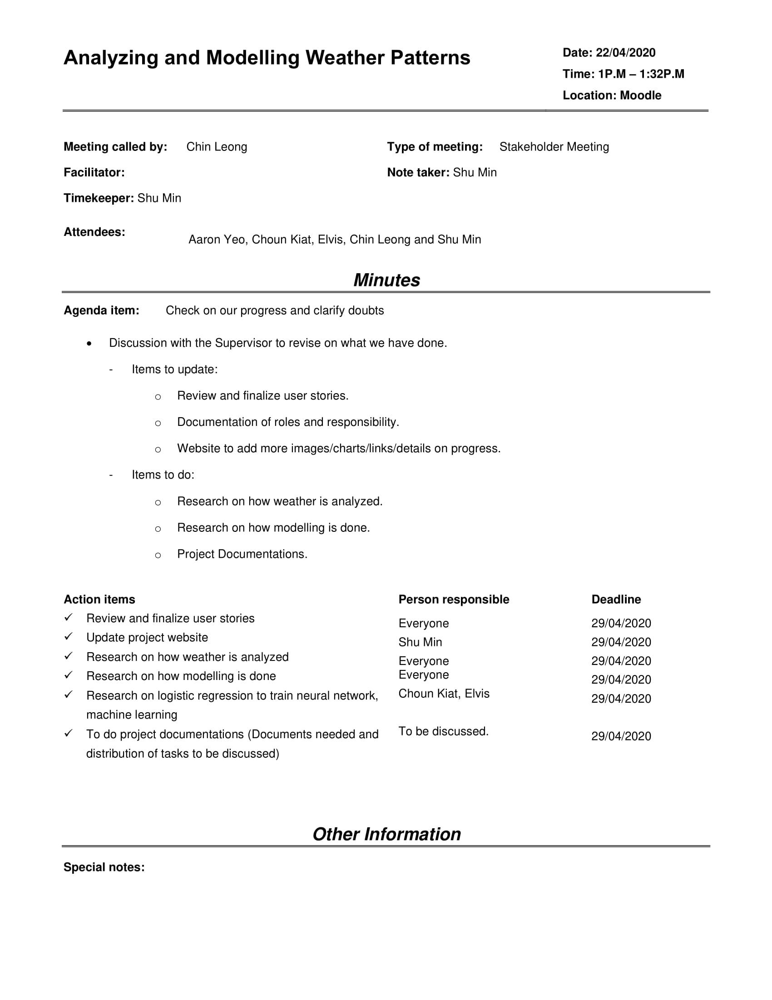 Analyzing and Modelling Weather Patterns
Date: 22/04/2020
Time: 1P.M – 1:32P.M
Location: Moodle
Meeting called by: Chin Leong
Type of meeting: Stakeholder Meeting
Facilitator:
Note taker: Shu Min
Timekeeper: Shu Min
Attendees:
Aaron Yeo, Choun Kiat, Elvis, Chin Leong and Shu Min
Minutes
Agenda item: Check on our progress and clarify doubts
• Discussion with the Supervisor to revise on what we have done.
- Items to update:
o Review and finalize user stories.
o Documentation of roles and responsibility.
o Website to add more images/charts/links/details on progress.
- Items to do:
o Research on how weather is analyzed.
o Research on how modelling is done.
o Project Documentations.
Action items Person responsible Deadline
✓ Review and finalize user stories Everyone 29/04/2020
✓ Update project website Shu Min 29/04/2020
✓ Research on how weather is analyzed Everyone 29/04/2020
✓ Research on how modelling is done Everyone 29/04/2020
✓ Research on logistic regression to train neural network, Choun Kiat, Elvis 29/04/2020
machine learning
✓ To do project documentations (Documents needed and To be discussed. 29/04/2020
distribution of tasks to be discussed)
Other Information
Special notes: